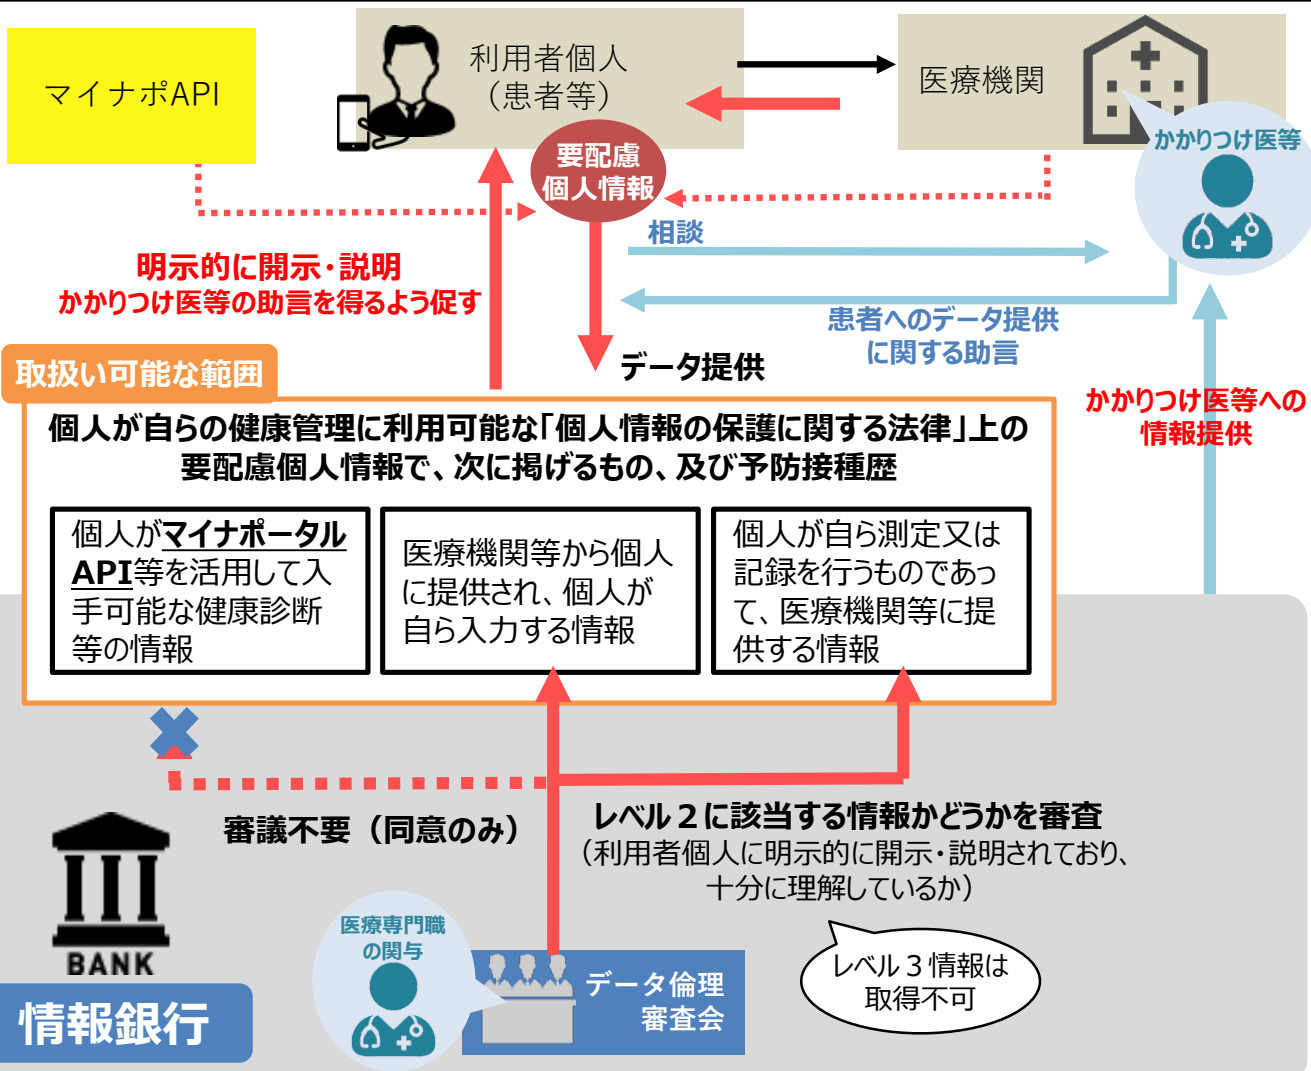 マイナポAPI
利用者個人
（患者等）
医療機関
かかりつけ医等
要配慮
個人情報
相談
明示的に開示・説明
かかりつけ医等の助言を得るよう促す
患者へのデータ提供
に関する助言
データ提供
かかりつけ医等への
情報提供
取扱い可能な範囲
個人が自らの健康管理に利用可能な「個人情報の保護に関する法律」上の
要配慮個人情報で、次に掲げるもの、及び予防接種歴
個人がマイナポータル
API等を活用して入
手可能な健康診断
等の情報
医療機関等から個人
に提供され、個人が
自ら入力する情報
個人が自ら測定又は
記録を行うものであっ
て、医療機関等に提
供する情報
審議不要（同意のみ）
レベル２に該当する情報かどうかを審査
（利用者個人に明示的に開示・説明されており、
十分に理解しているか）
BANK
情報銀行
医療専門職
の関与
データ倫理
審査会
レベル３情報は
取得不可